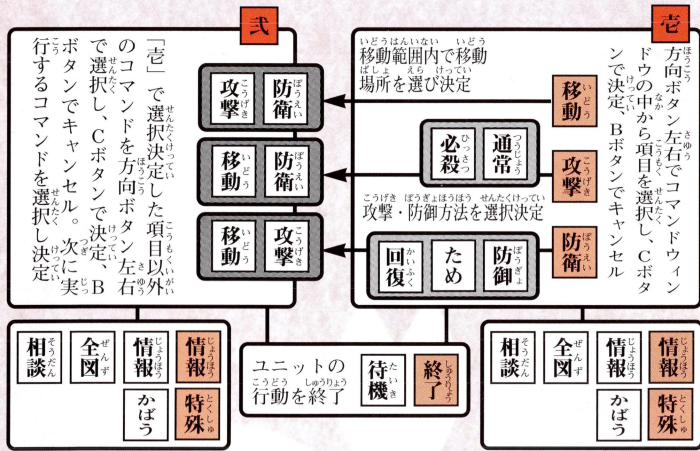 壱
方向ボタン左右でコマンドウィン
ドウの中から項目を選択し、Cボタ
ンで決定、Bボタンでキャンセル
移動
移動範囲内で移動
場所を選び決定
攻撃
通常
必殺
攻撃・防御方法を選択決定
防衛
防御
ため
回復
弐
防衛
攻撃
防衛
移動
攻撃
移動
「壱」で選択決定した項目以外
のコマンドを方向ボタン左右
で選択し、Cボタンで決定、B
ボタンでキャンセル。次に実
行するコマンドを選択し決定
情報
情報
全図
相談
特殊
かばう
終了
待機
ユニットの
行動を終了
情報
情報
全図
相談
特殊
かばう